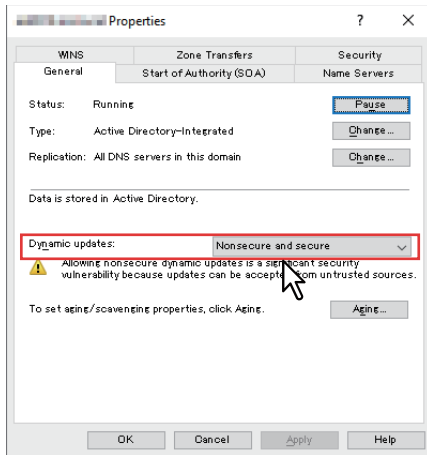 Properties
? ×
WINS Zone Transfers Security
General Start of Authority (SOA) Name Servers
Status: Running Pause
Type: Active Directory-Integrated Change...
Replication: All DNS servers in this domain Change...
Data is stored in Active Directory.
Dynamic updates: Nonsecure and secure
Allowing nonsecure dynamic updates is a significant security
vulnerability because updates can be accepted from untrusted sources.
To set aging/scavenging properties, click Aging. Aging...
OK Cancel Apply Help